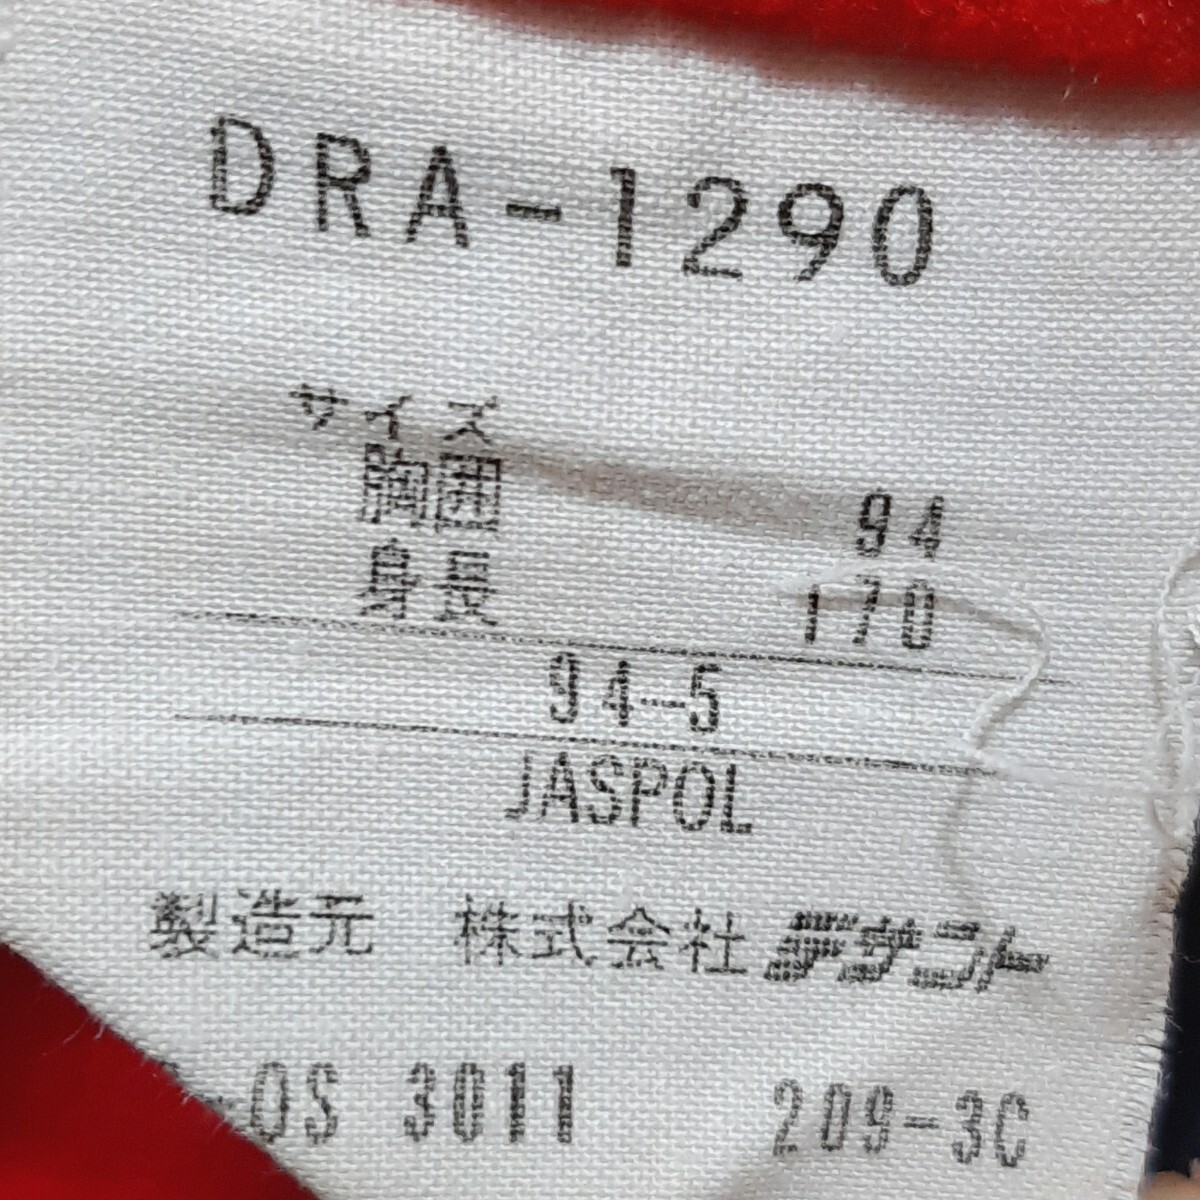 DRA-1290
サイズ
胸囲 94
身長 170
94-5
JASPOL
製造元 株式会社デサント
-OS 3011 209-3C